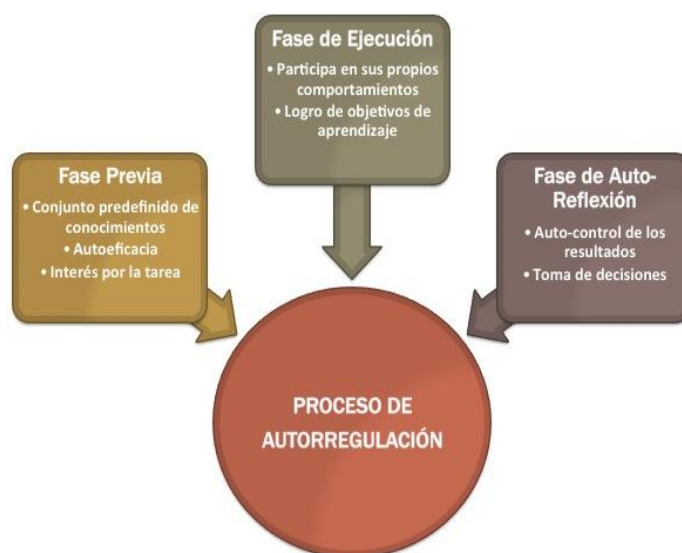 Fase de Ejecución
• Participa en sus propios
comportamientos
• Logro de objetivos de
aprendizaje
Fase Previa
• Conjunto predefinido de
conocimientos
• Autoeficacia
• Interés por la tarea
Fase de Auto-
Reflexión
• Auto-control de los
resultados
• Toma de decisiones
PROCESO DE
AUTORREGULACIÓN